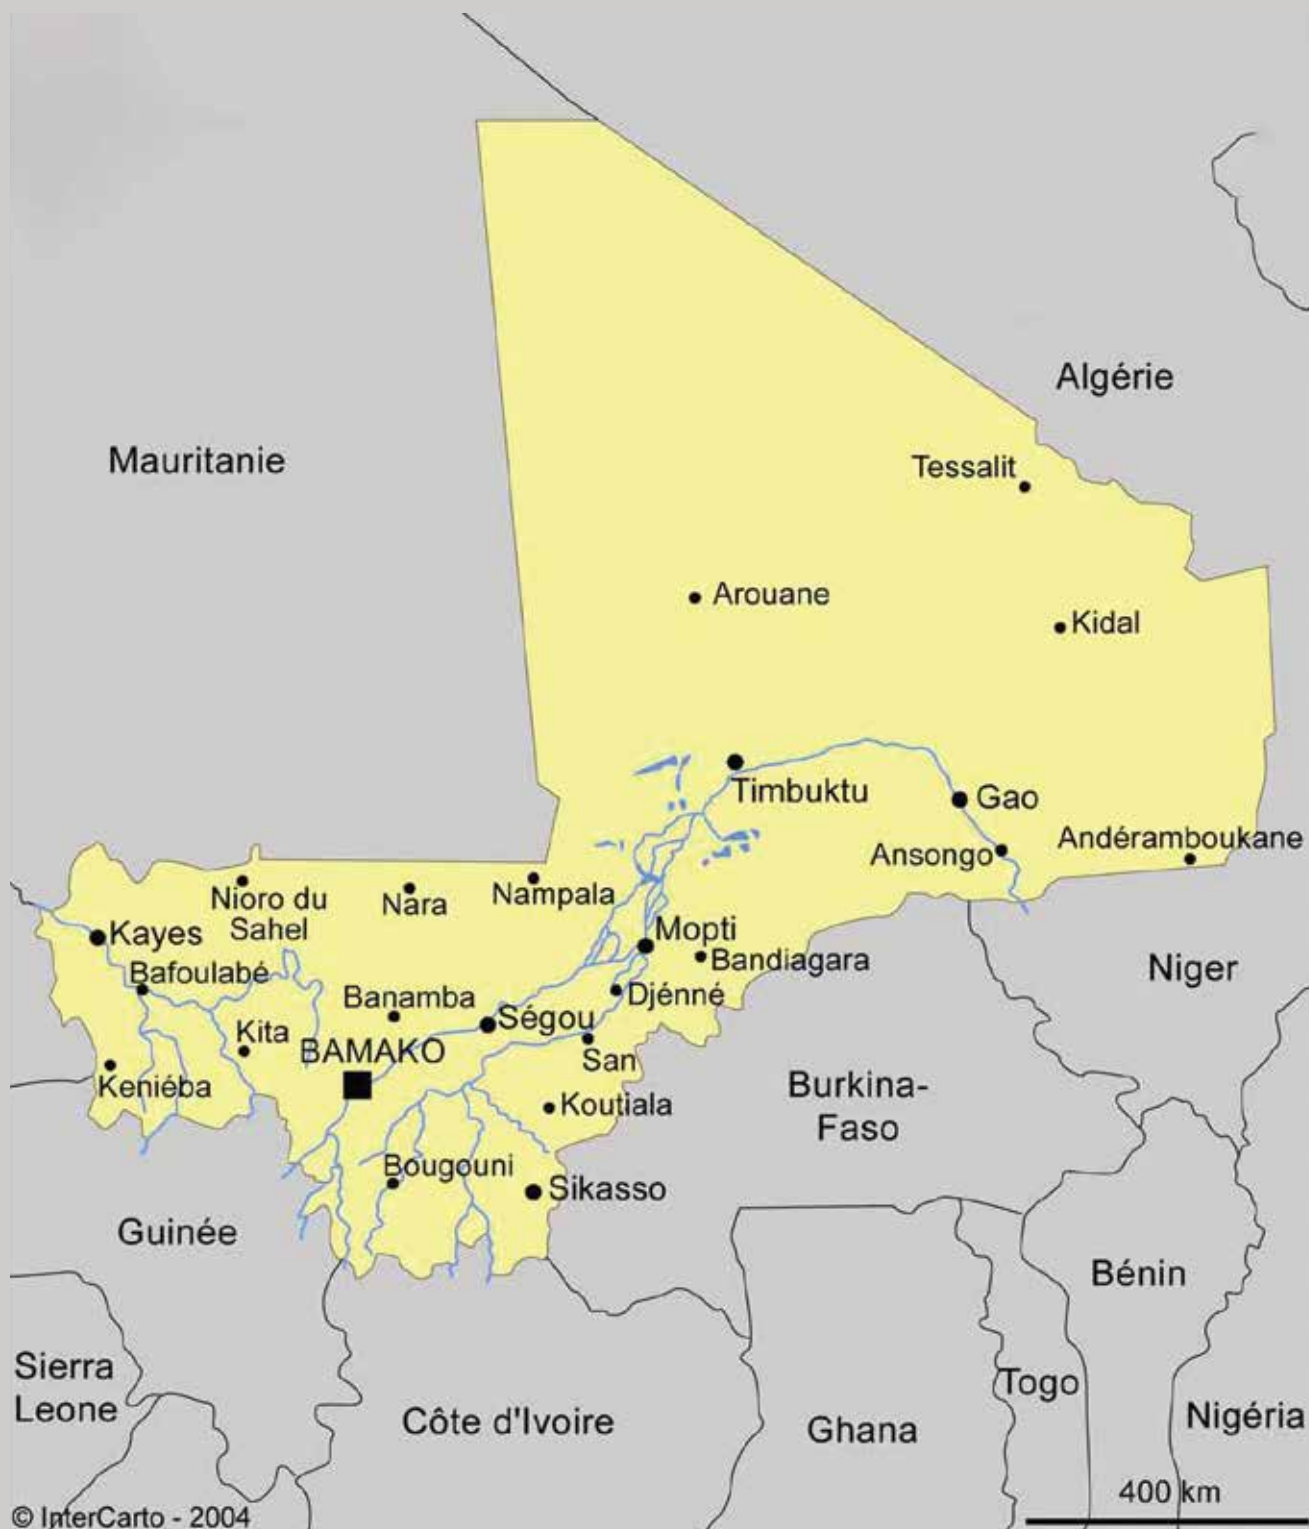 Algérie
Mauritanie
Tessalit
Arouane
Kidal
Timbuktu
Gao
Andéramboukane
Ansongo
Nioro du
Sahel
Nara
Nampala
Kayes
Mopti
Bandiagara
Niger
Bafoulabé
Banamba
Djénné
Ségou
Kita
BAMAKO
San
Keniéba
Koutiala
Burkina-
Faso
Bougouni
Sikasso
Guinée
Bénin
Sierra
Leone
Togo
Côte d'Ivoire
Ghana
Nigéria
400 km
© InterCarto - 2004